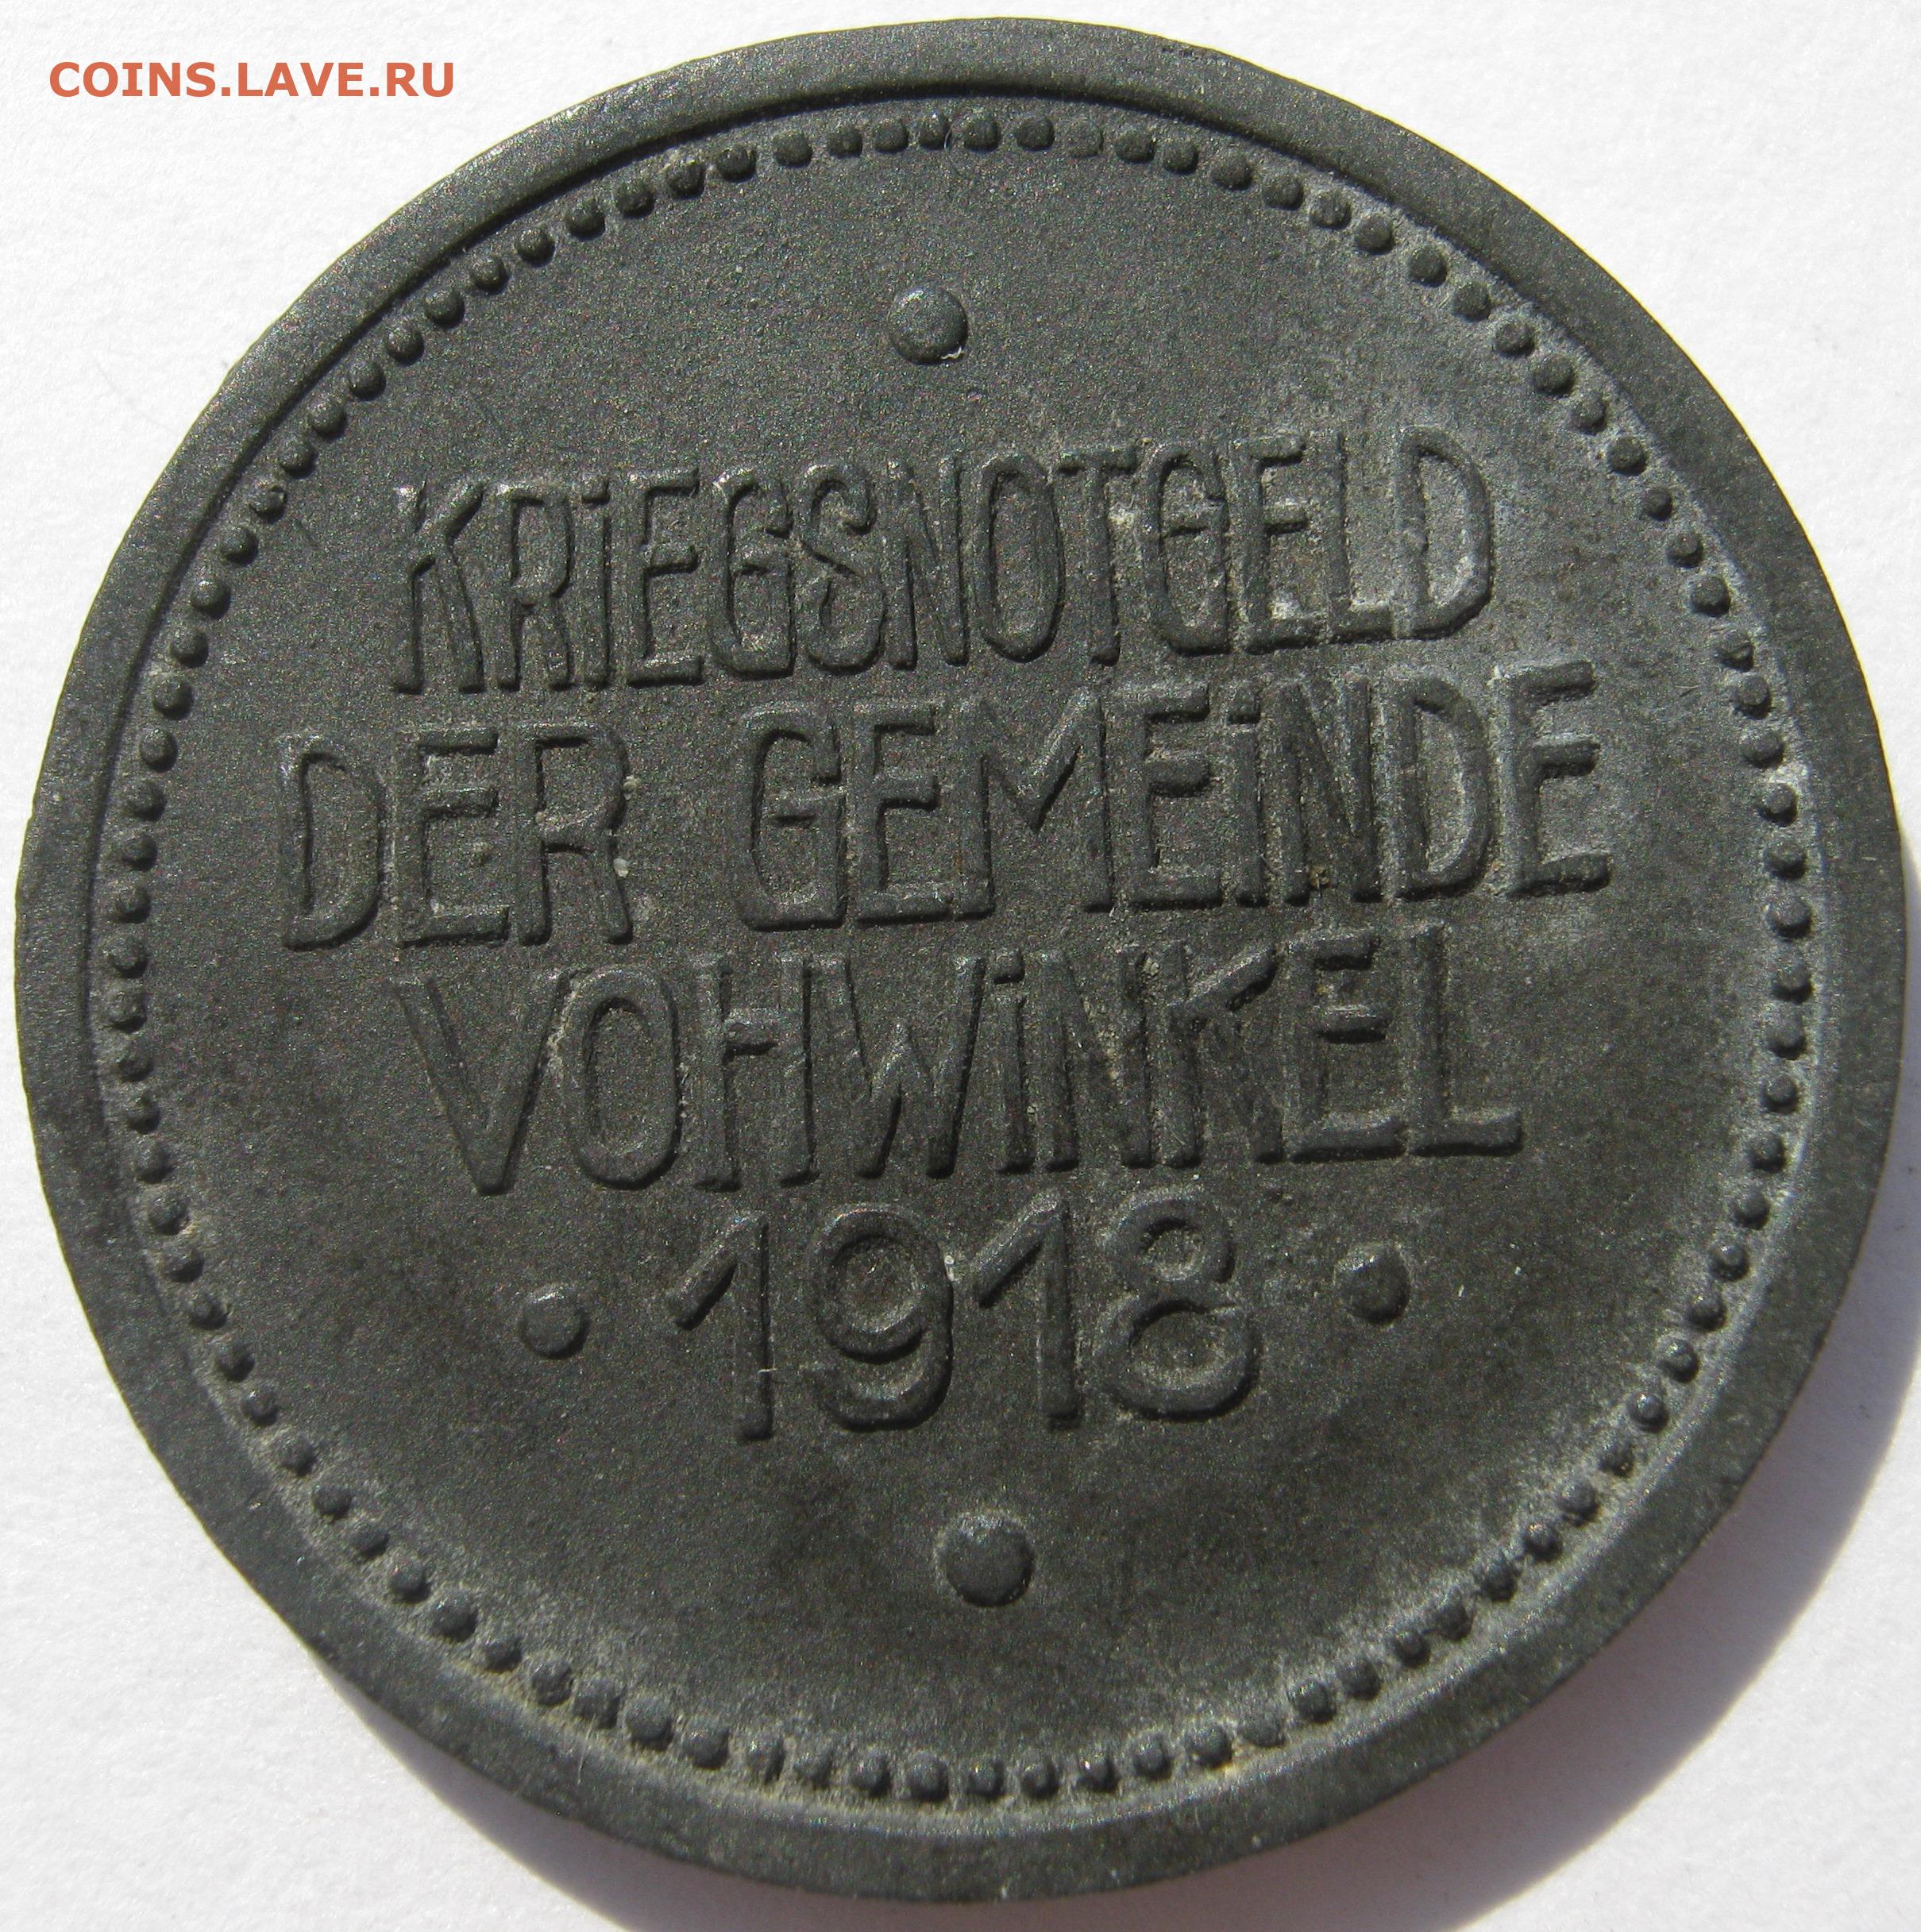 COINS.LAVE.RU
KRiEGSNOTGELD
DER GEMEiNDE
VOHWiNKEL
· 1918 ·